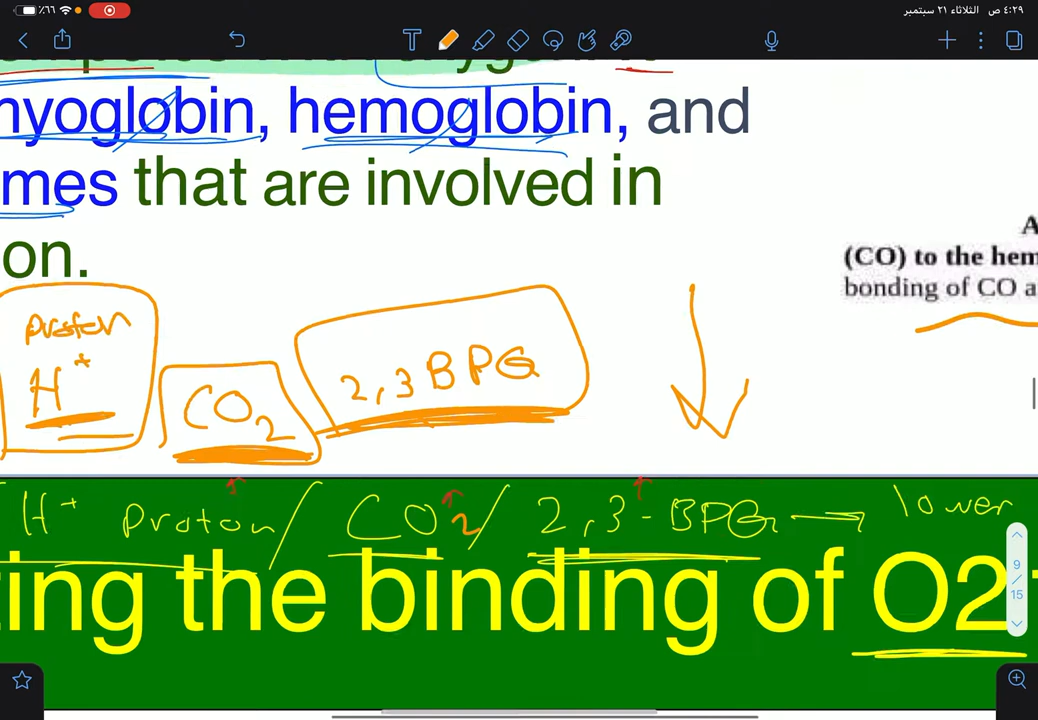 ٦٦٪ ٤:٢٩ ص الثلاثاء ٢١ سبتمبر
myoglobin, hemoglobin, and
mes that are involved in
on.
A
(CO) to the hem
bonding of CO a
proton
H+
CO2
2,3 BPG
H+ Proton / CO2 / 2,3-BPG → lower
ting the binding of O2
9
/
15